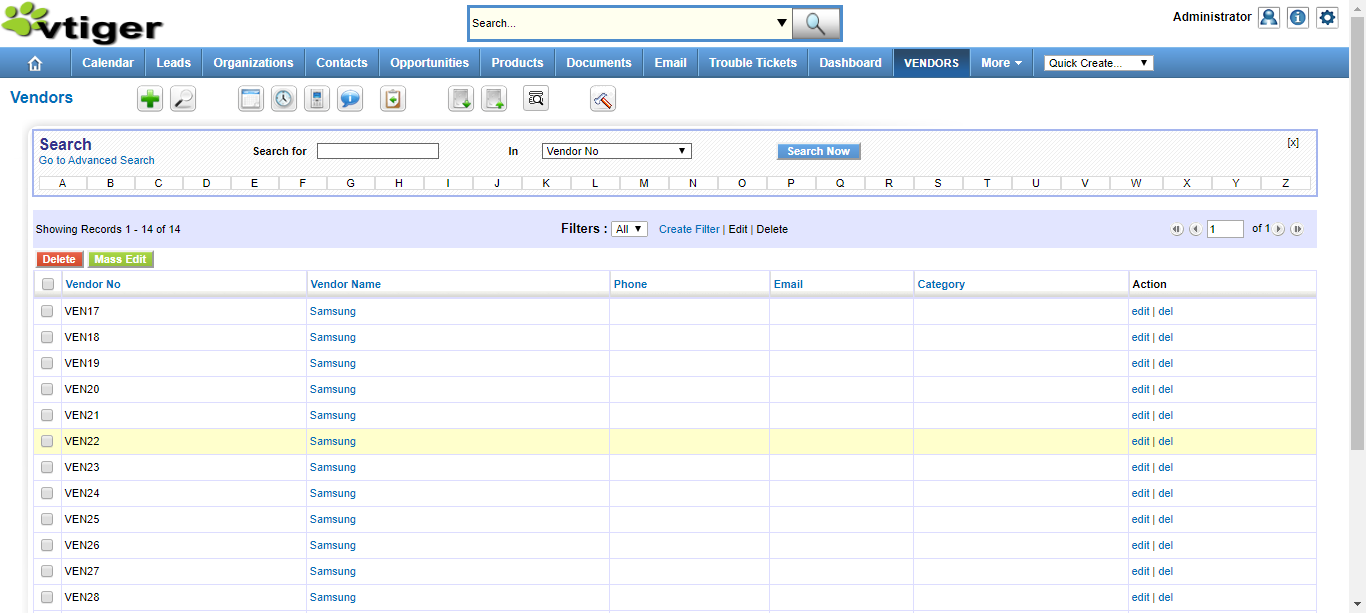 vtiger
Search...
Administrator
Calendar Leads Organizations Contacts Opportunities Products Documents Email Trouble Tickets Dashboard VENDORS More Quick Create...
Vendors
Search
Go to Advanced Search
Search for In Vendor No Search Now [x]
A B C D E F G H I J K L M N O P Q R S T U V W X Y Z
Showing Records 1 - 14 of 14 Filters : All Create Filter | Edit | Delete 1 of 1
Delete Mass Edit
Vendor No Vendor Name Phone Email Category Action
VEN17 Samsung edit | del
VEN18 Samsung edit | del
VEN19 Samsung edit | del
VEN20 Samsung edit | del
VEN21 Samsung edit | del
VEN22 Samsung edit | del
VEN23 Samsung edit | del
VEN24 Samsung edit | del
VEN25 Samsung edit | del
VEN26 Samsung edit | del
VEN27 Samsung edit | del
VEN28 Samsung edit | del